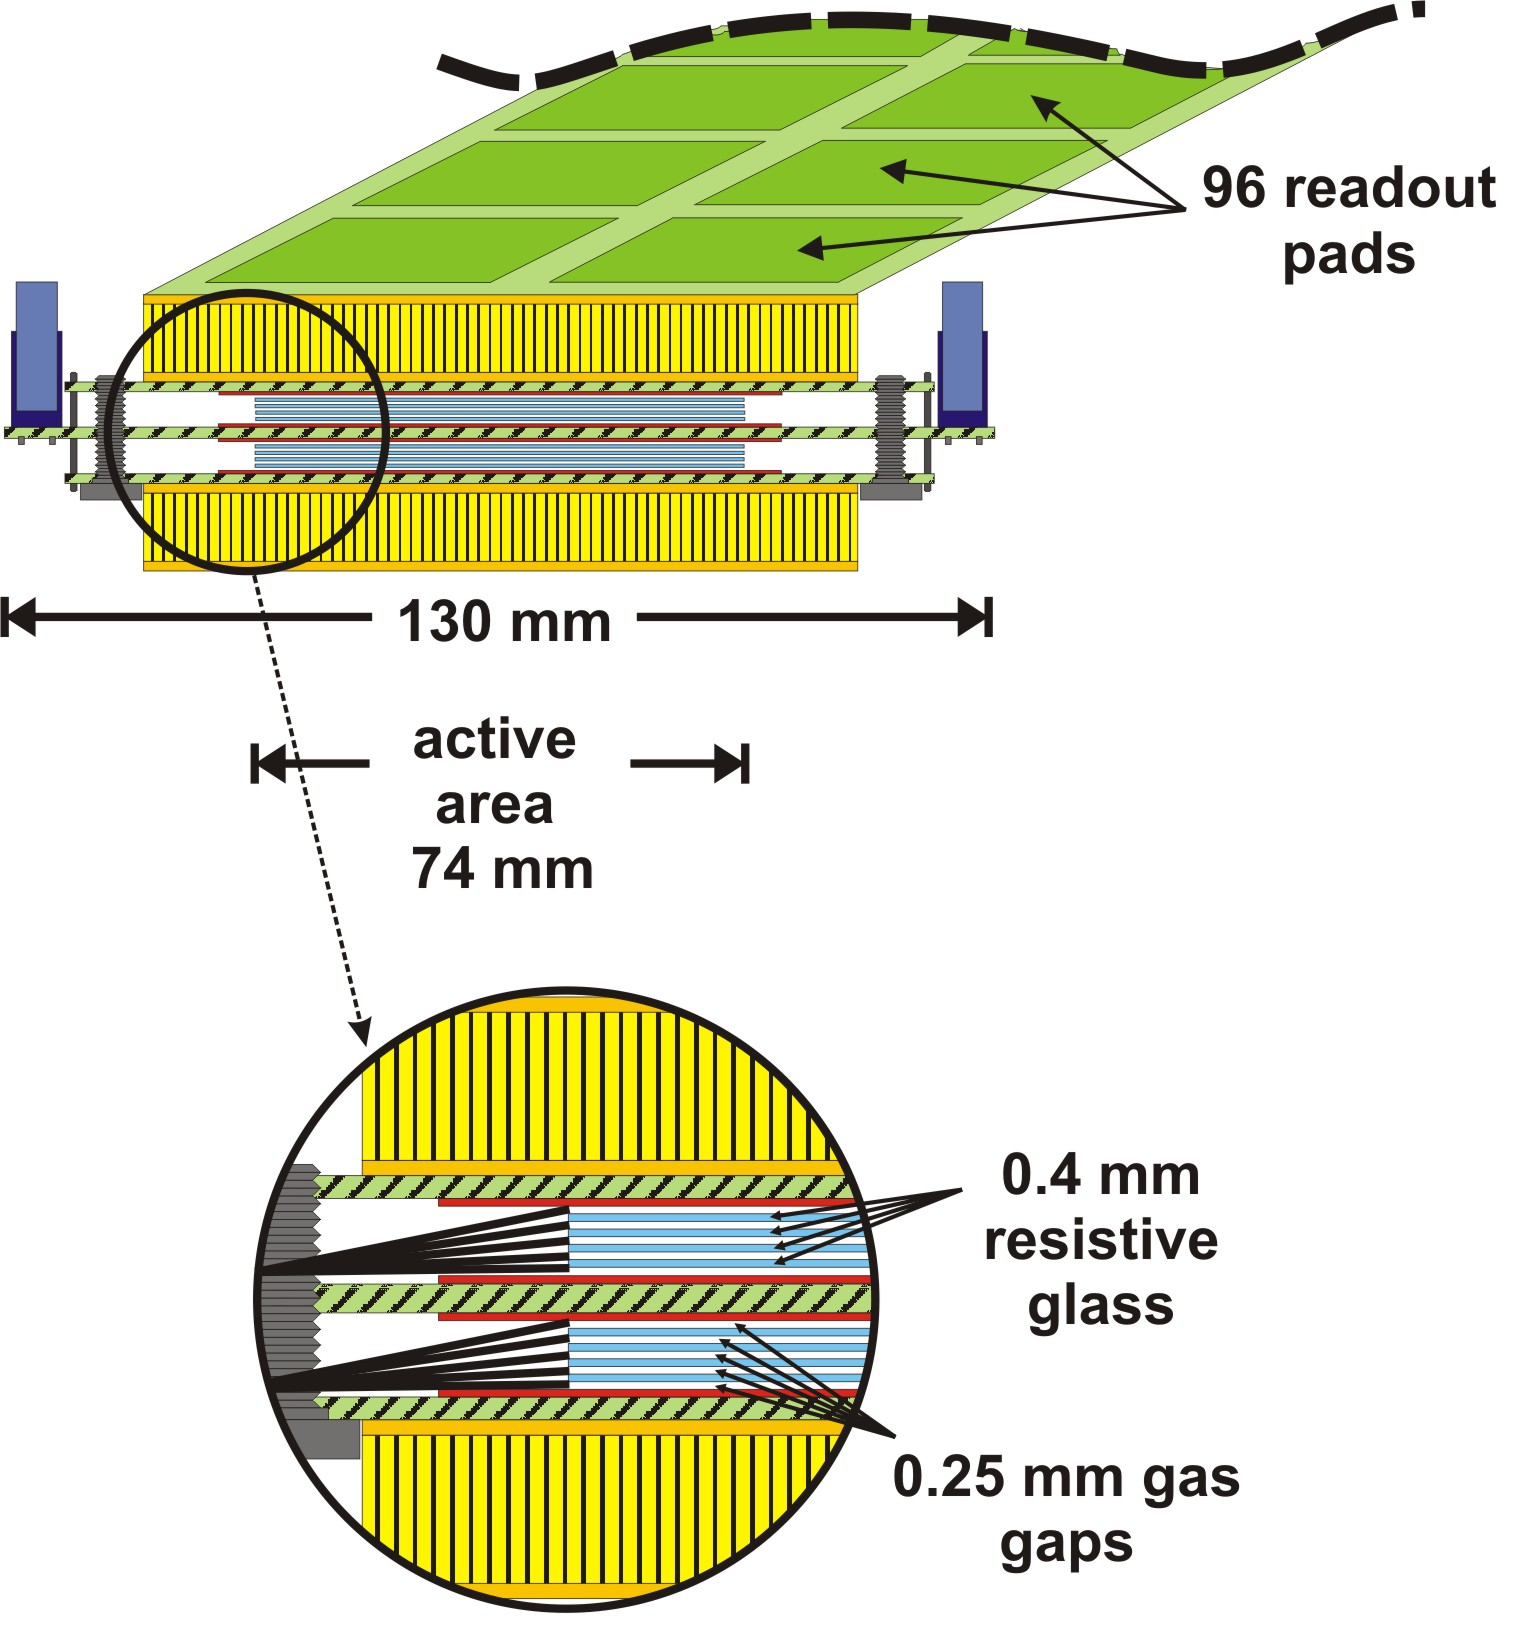 96 readout
pads
130 mm
active
area
74 mm
0.4 mm
resistive
glass
0.25 mm gas
gaps